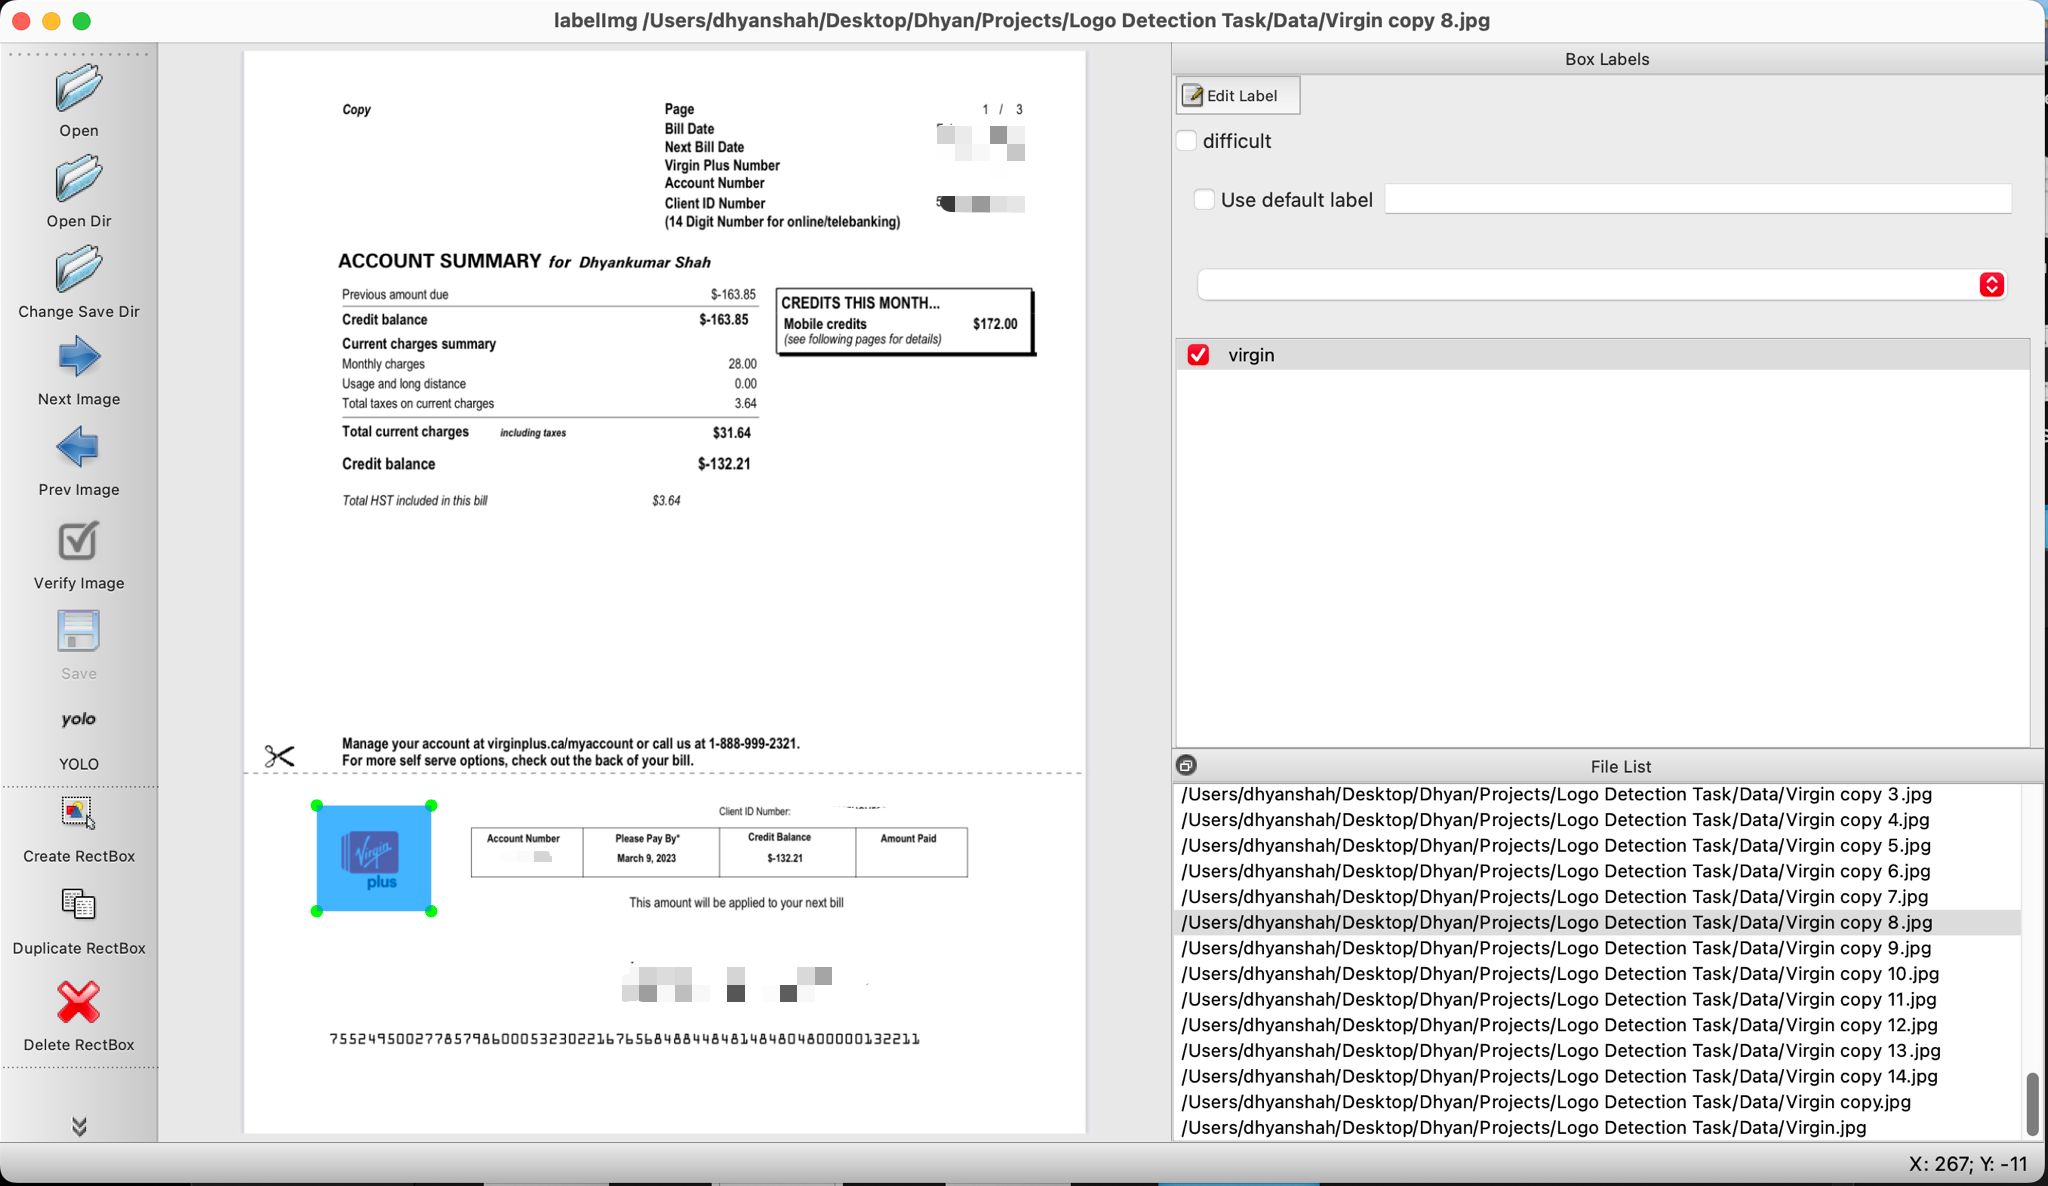 labelImg /Users/dhyanshah/Desktop/Dhyan/Projects/Logo Detection Task/Data/Virgin copy 8.jpg
Open
Open Dir
Change Save Dir
Next Image
Prev Image
Verify Image
Save
yolo
YOLO
Create RectBox
Duplicate RectBox
Delete RectBox
Copy
Page 1 / 3
Bill Date
Next Bill Date
Virgin Plus Number
Account Number
Client ID Number
(14 Digit Number for online/telebanking)
ACCOUNT SUMMARY for Dhyankumar Shah
Previous amount due $-163.85
Credit balance $-163.85
Current charges summary
Monthly charges 28.00
Usage and long distance 0.00
Total taxes on current charges 3.64
Total current charges including taxes $31.64
Credit balance $-132.21
Total HST included in this bill $3.64
CREDITS THIS MONTH...
Mobile credits $172.00
(see following pages for details)
Manage your account at virginplus.ca/myaccount or call us at 1-888-999-2321.
For more self serve options, check out the back of your bill.
Virgin
plus
Client ID Number:
Account Number Please Pay By* Credit Balance Amount Paid
March 9, 2023 $-132.21
This amount will be applied to your next bill
Box Labels
Edit Label
difficult
Use default label
virgin
File List
/Users/dhyanshah/Desktop/Dhyan/Projects/Logo Detection Task/Data/Virgin copy 3.jpg
/Users/dhyanshah/Desktop/Dhyan/Projects/Logo Detection Task/Data/Virgin copy 4.jpg
/Users/dhyanshah/Desktop/Dhyan/Projects/Logo Detection Task/Data/Virgin copy 5.jpg
/Users/dhyanshah/Desktop/Dhyan/Projects/Logo Detection Task/Data/Virgin copy 6.jpg
/Users/dhyanshah/Desktop/Dhyan/Projects/Logo Detection Task/Data/Virgin copy 7.jpg
/Users/dhyanshah/Desktop/Dhyan/Projects/Logo Detection Task/Data/Virgin copy 8.jpg
/Users/dhyanshah/Desktop/Dhyan/Projects/Logo Detection Task/Data/Virgin copy 9.jpg
/Users/dhyanshah/Desktop/Dhyan/Projects/Logo Detection Task/Data/Virgin copy 10.jpg
/Users/dhyanshah/Desktop/Dhyan/Projects/Logo Detection Task/Data/Virgin copy 11.jpg
/Users/dhyanshah/Desktop/Dhyan/Projects/Logo Detection Task/Data/Virgin copy 12.jpg
/Users/dhyanshah/Desktop/Dhyan/Projects/Logo Detection Task/Data/Virgin copy 13.jpg
/Users/dhyanshah/Desktop/Dhyan/Projects/Logo Detection Task/Data/Virgin copy 14.jpg
/Users/dhyanshah/Desktop/Dhyan/Projects/Logo Detection Task/Data/Virgin copy.jpg
/Users/dhyanshah/Desktop/Dhyan/Projects/Logo Detection Task/Data/Virgin.jpg
X: 267; Y: -11